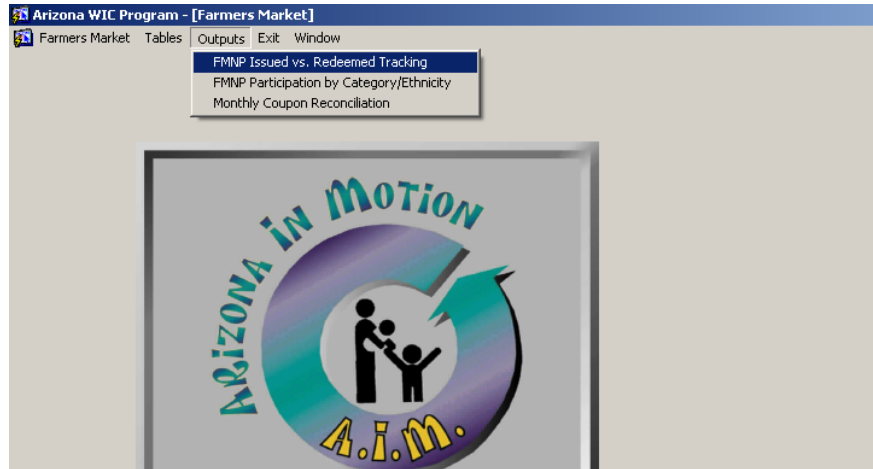 Arizona WIC Program - [Farmers Market]
Farmers Market Tables Outputs Exit Window
FMNP Issued vs. Redeemed Tracking
FMNP Participation by Category/Ethnicity
Monthly Coupon Reconciliation
ARiZONA iN MOTiON
A.i.M.